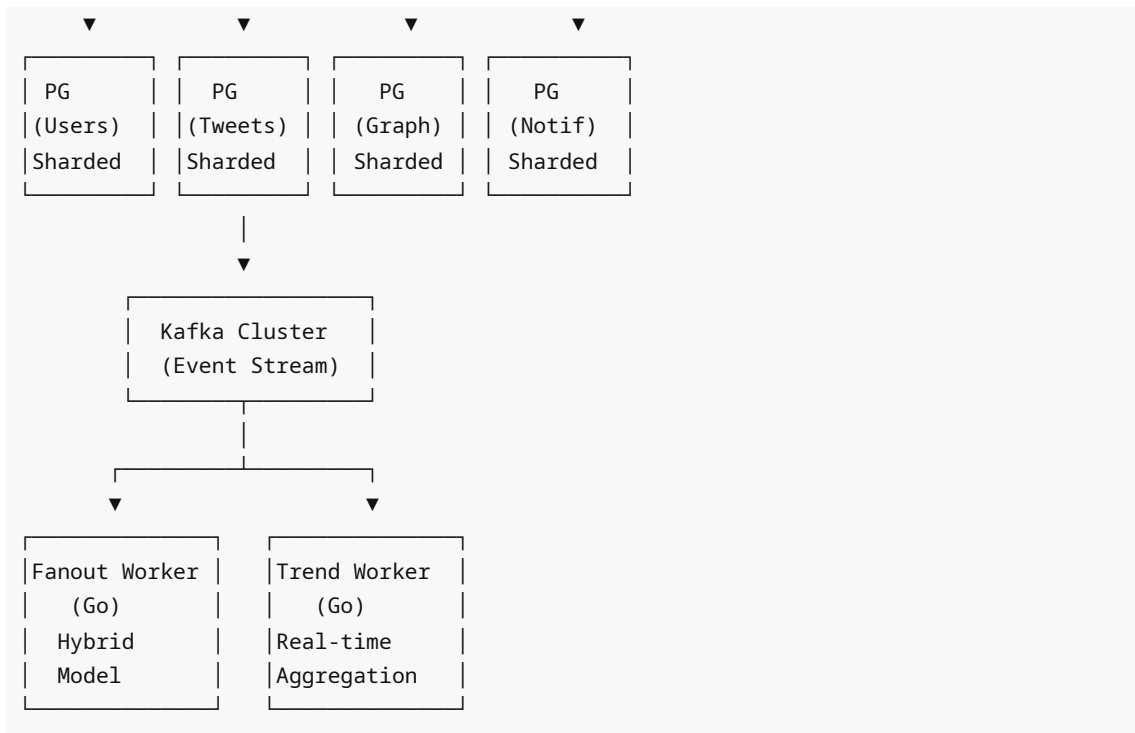 PG PG PG PG
(Users) (Tweets) (Graph) (Notif)
Sharded Sharded Sharded Sharded
Kafka Cluster
(Event Stream)
Fanout Worker Trend Worker
(Go) (Go)
Hybrid Real-time
Model Aggregation